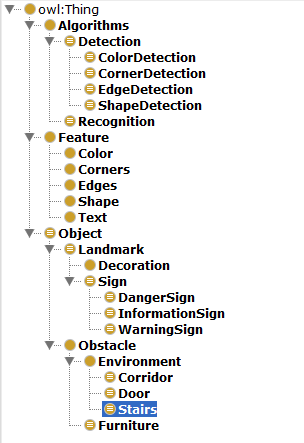 owl:Thing
Algorithms
Detection
ColorDetection
CornerDetection
EdgeDetection
ShapeDetection
Recognition
Feature
Color
Corners
Edges
Shape
Text
Object
Landmark
Decoration
Sign
DangerSign
InformationSign
WarningSign
Obstacle
Environment
Corridor
Door
Stairs
Furniture